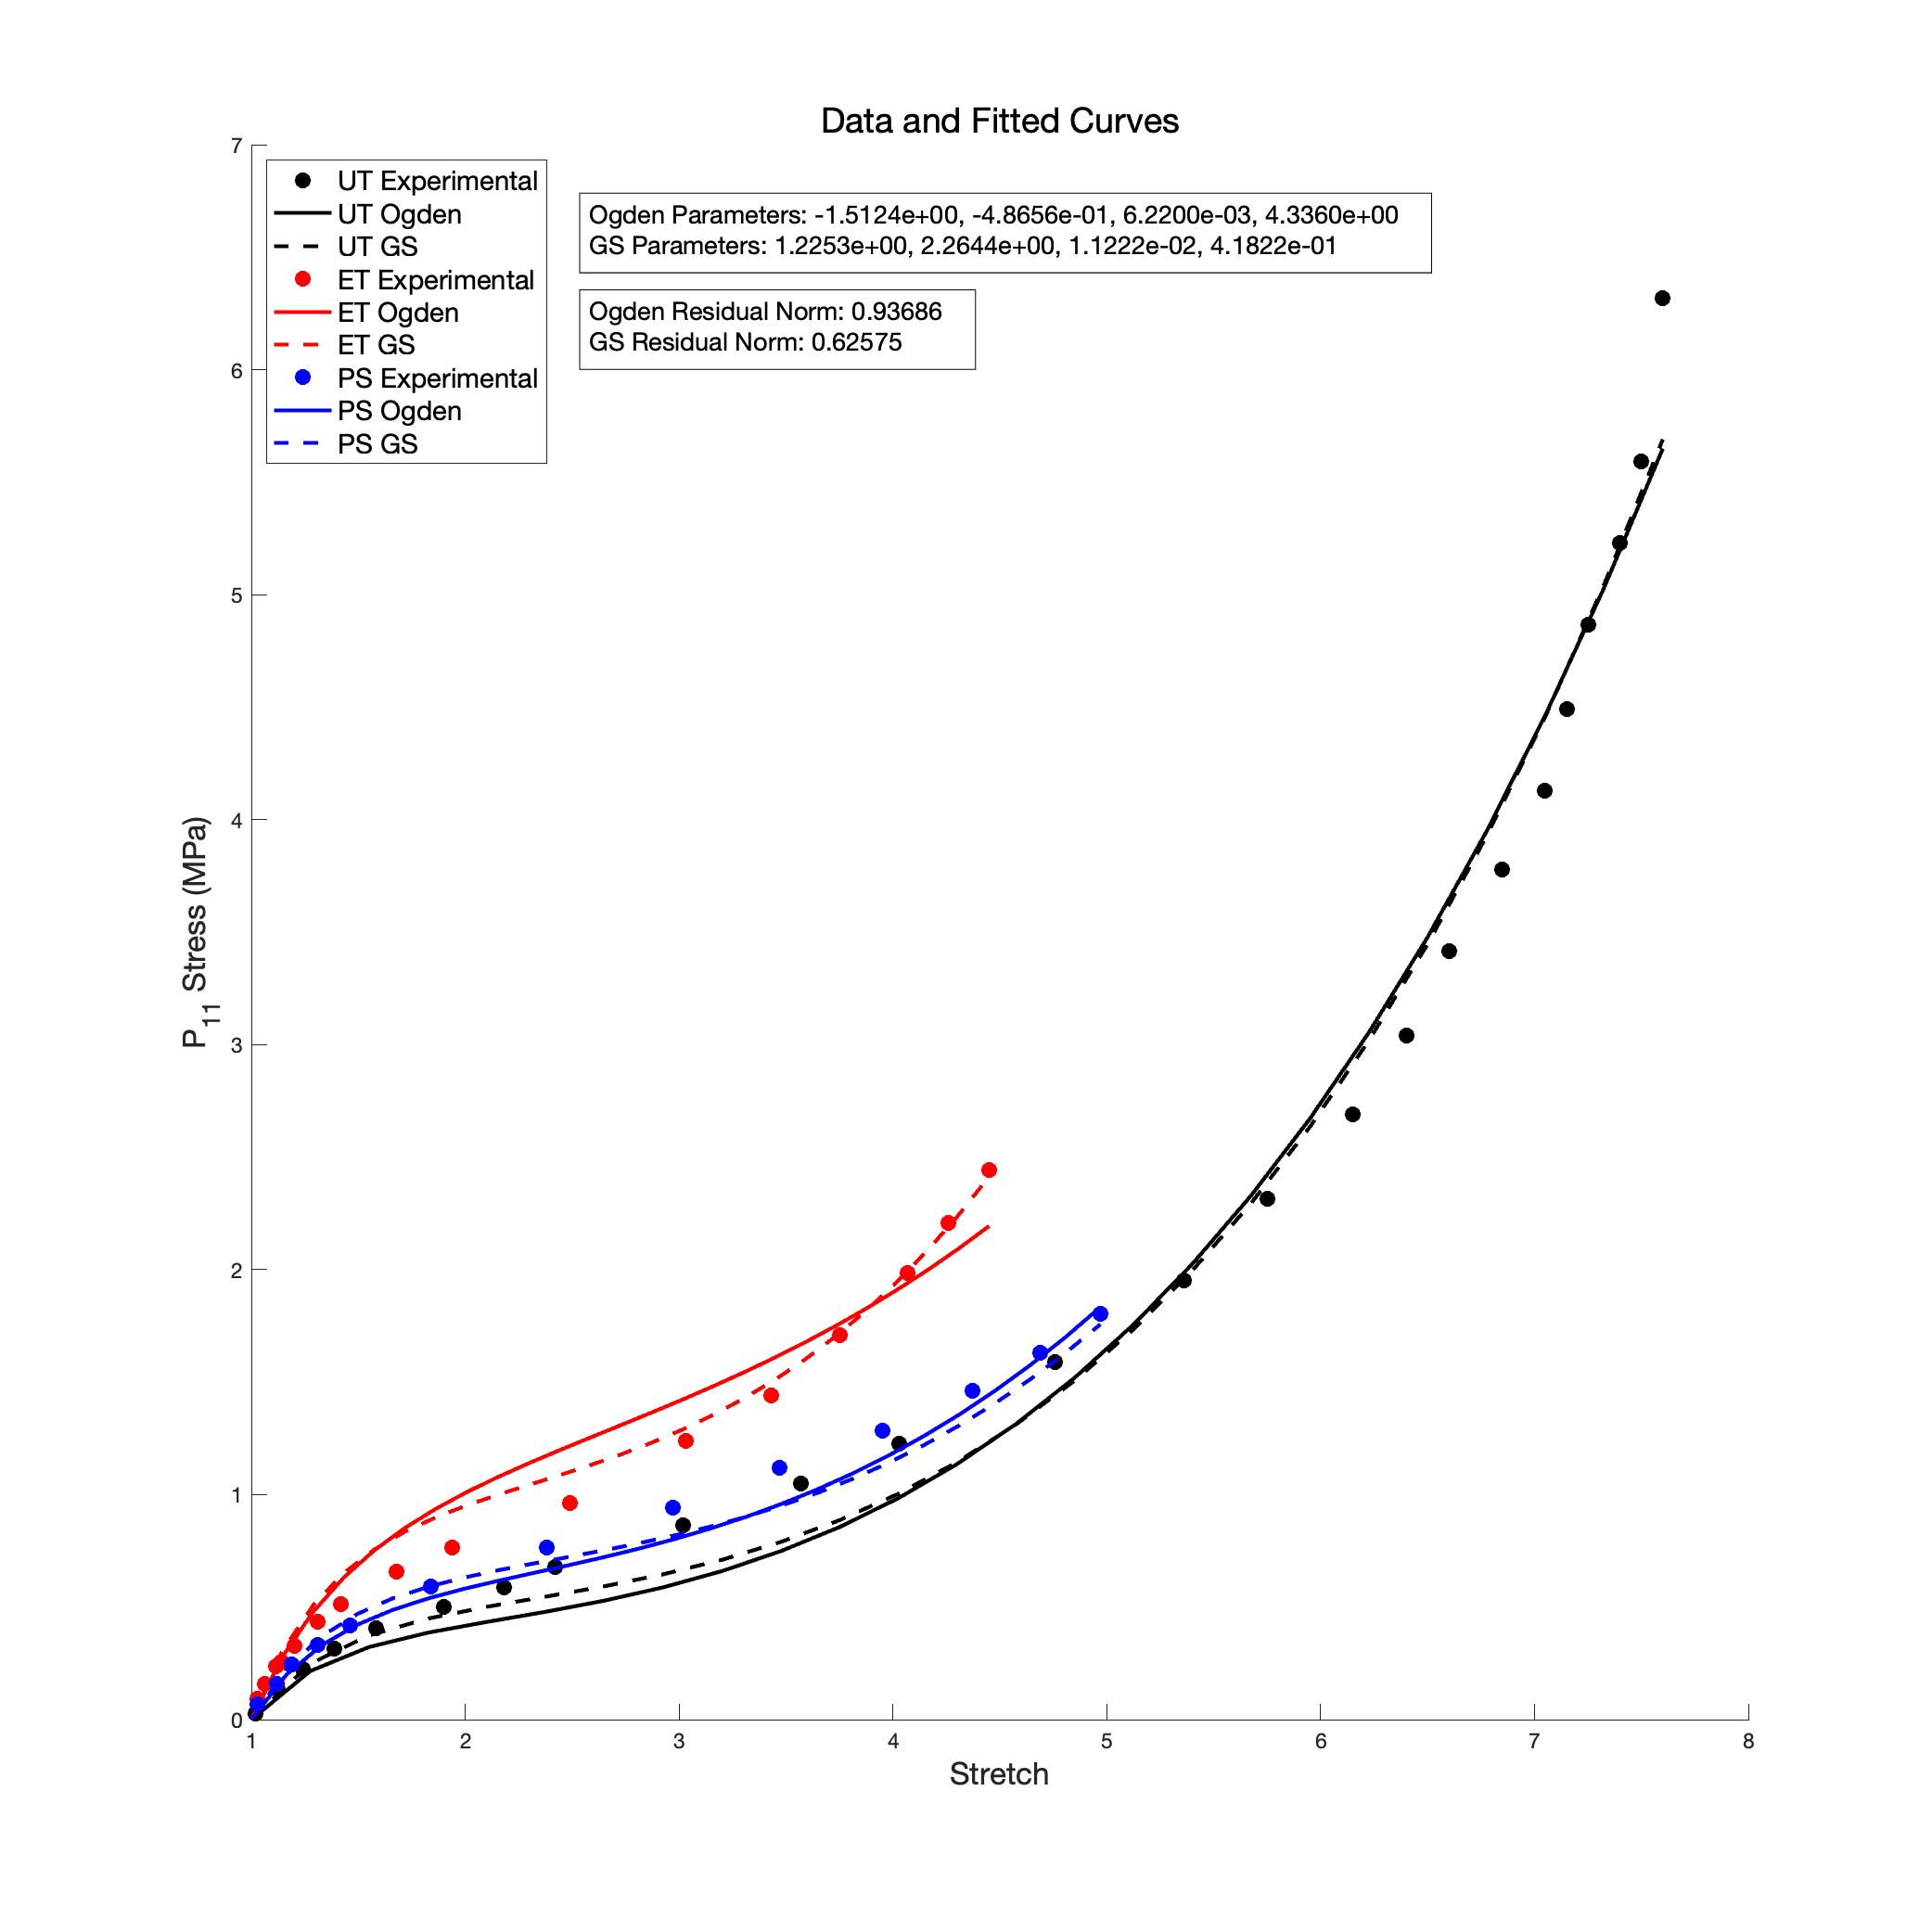 Data and Fitted Curves
UT Experimental
UT Ogden
UT GS
ET Experimental
ET Ogden
ET GS
PS Experimental
PS Ogden
PS GS
Ogden Parameters: -1.5124e+00, -4.8656e-01, 6.2200e-03, 4.3360e+00
GS Parameters: 1.2253e+00, 2.2644e+00, 1.1222e-02, 4.1822e-01
Ogden Residual Norm: 0.93686
GS Residual Norm: 0.62575
P11 Stress (MPa)
7
6
5
4
3
2
1
0
1 2 3 4 5 6 7 8
Stretch